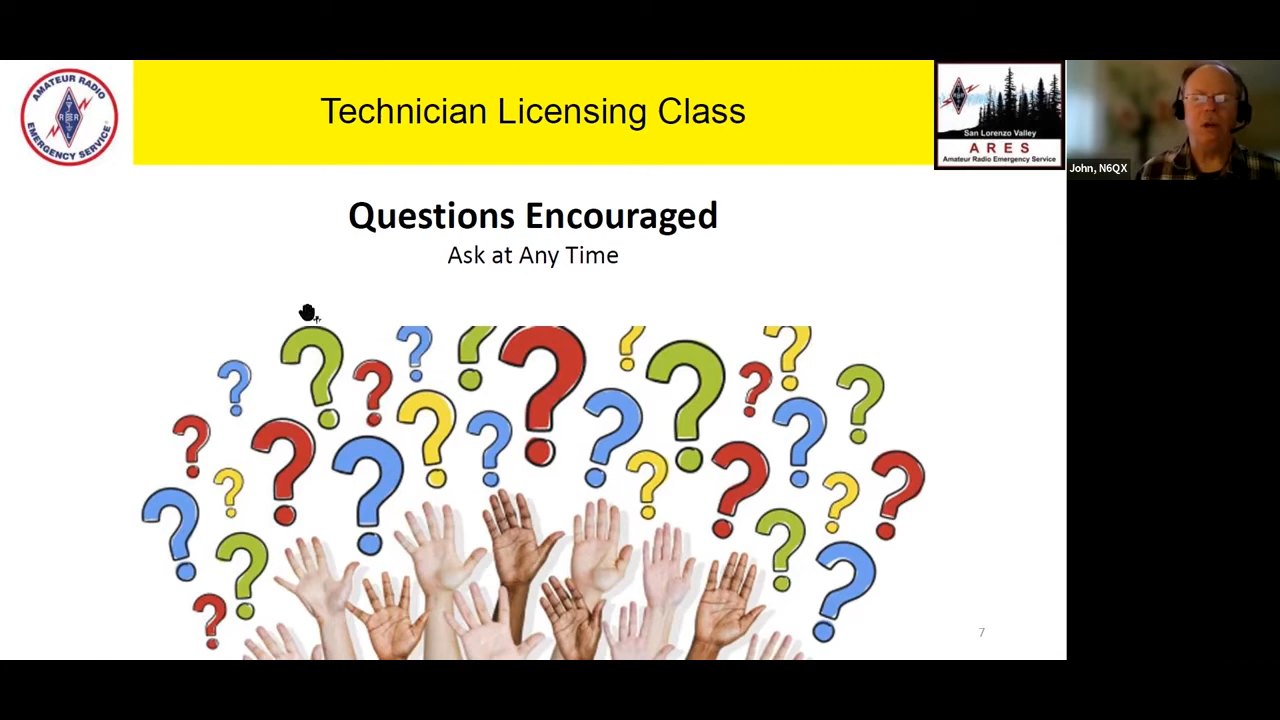 AMATEUR RADIO
A
R R
L
EMERGENCY SERVICE
Technician Licensing Class
San Lorenzo Valley
ARES
Amateur Radio Emergency Service
John, N6QX
Questions Encouraged
Ask at Any Time
7